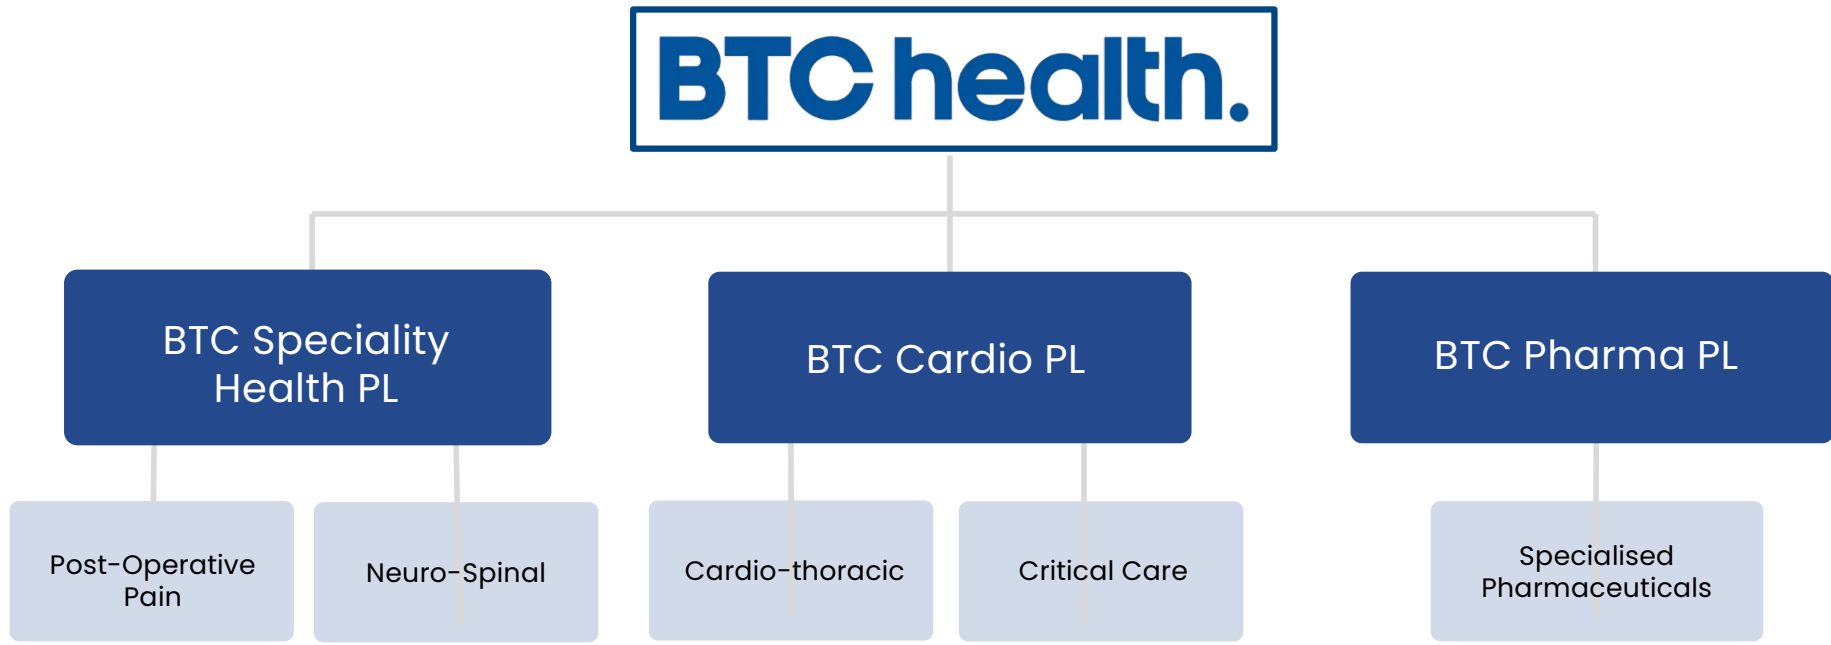 BTC health.
BTC Speciality
Health PL
BTC Cardio PL
BTC Pharma PL
Post-Operative
Pain
Neuro-Spinal
Cardio-thoracic
Critical Care
Specialised
Pharmaceuticals